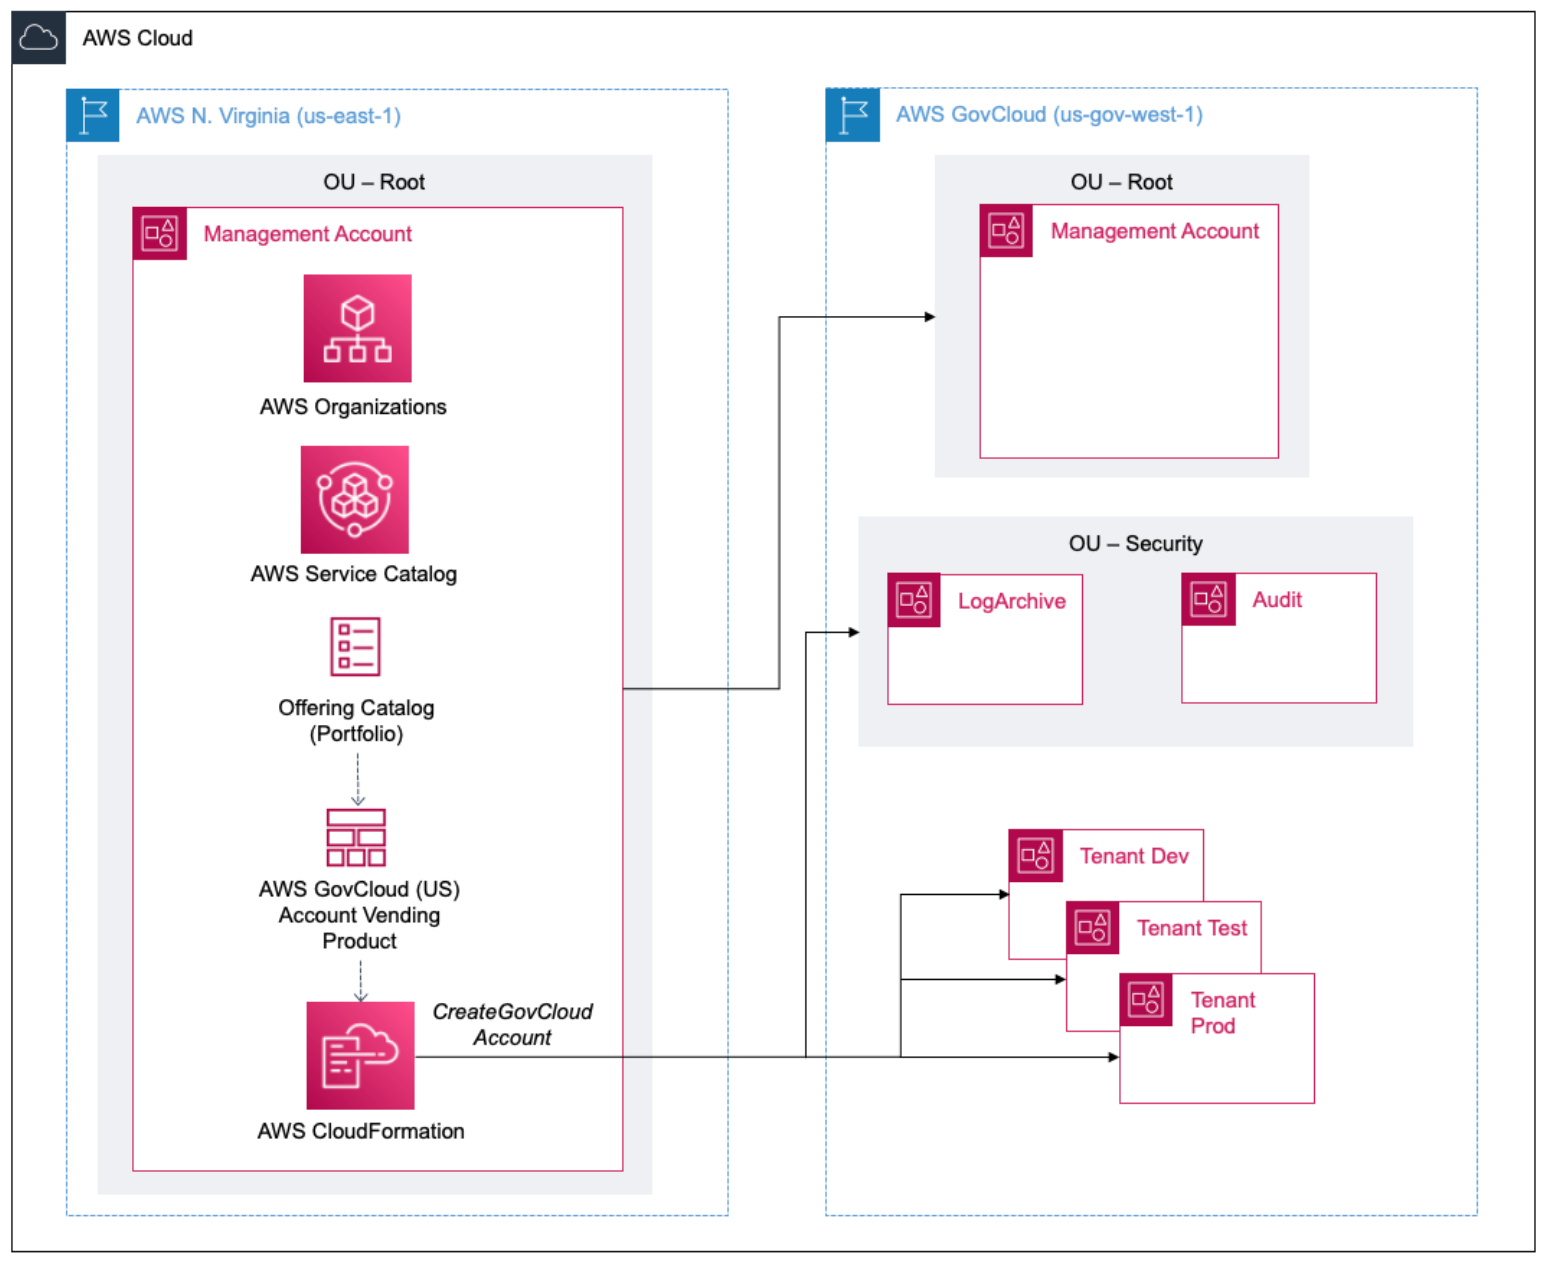 AWS Cloud
AWS N. Virginia (us-east-1)
OU – Root
Management Account
AWS Organizations
AWS Service Catalog
Offering Catalog
(Portfolio)
AWS GovCloud (US)
Account Vending
Product
CreateGovCloud
Account
AWS CloudFormation
AWS GovCloud (us-gov-west-1)
OU – Root
Management Account
OU – Security
LogArchive
Audit
Tenant Dev
Tenant Test
Tenant
Prod